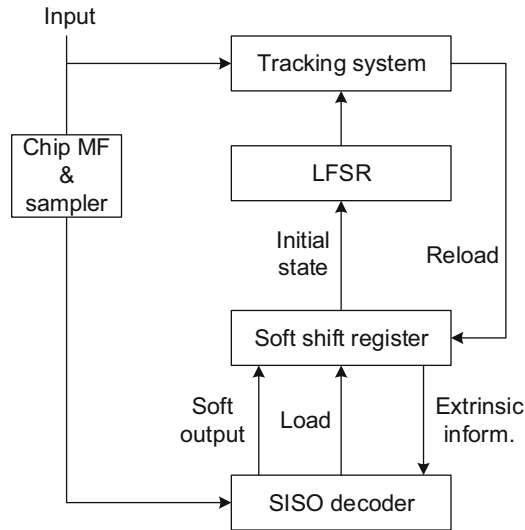 Input
Tracking system
Chip MF
&
sampler
LFSR
Initial
state
Reload
Soft shift register
Soft
output
Load
Extrinsic
inform.
SISO decoder